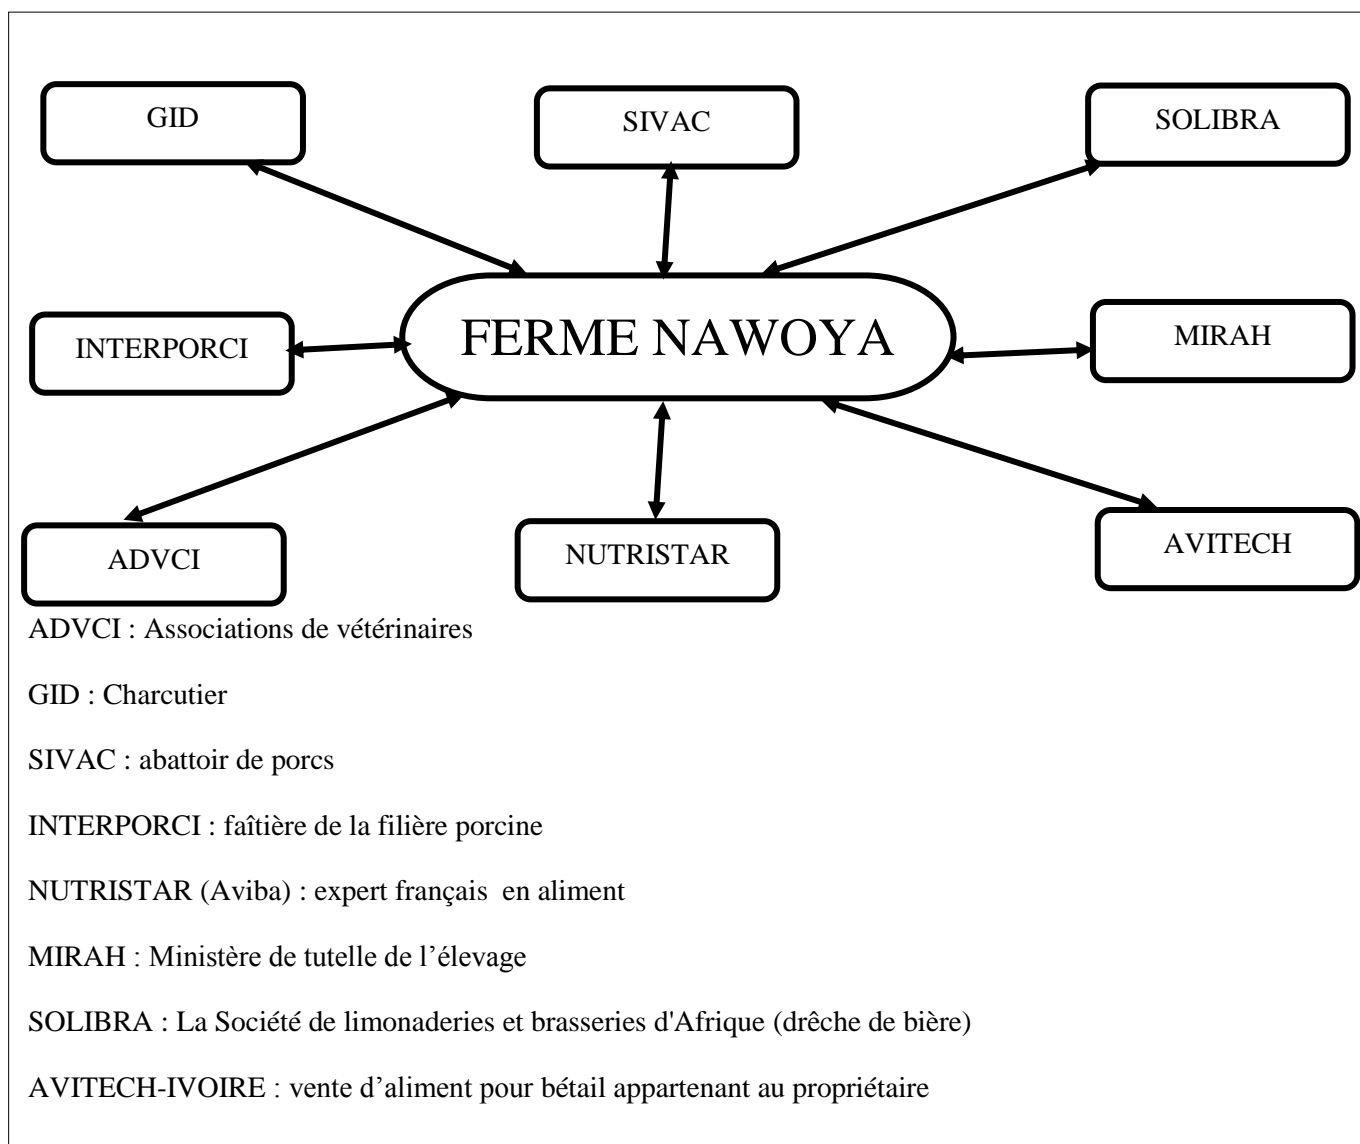 GID
SIVAC
SOLIBRA
INTERPORCI
FERME NAWOYA
MIRAH
ADVCI
NUTRISTAR
AVITECH
ADVCI : Associations de vétérinaires
GID : Charcutier
SIVAC : abattoir de porcs
INTERPORCI : faîtière de la filière porcine
NUTRISTAR (Aviba) : expert français  en aliment
MIRAH : Ministère de tutelle de l’élevage
SOLIBRA : La Société de limonaderies et brasseries d'Afrique (drêche de bière)
AVITECH-IVOIRE : vente d’aliment pour bétail appartenant au propriétaire